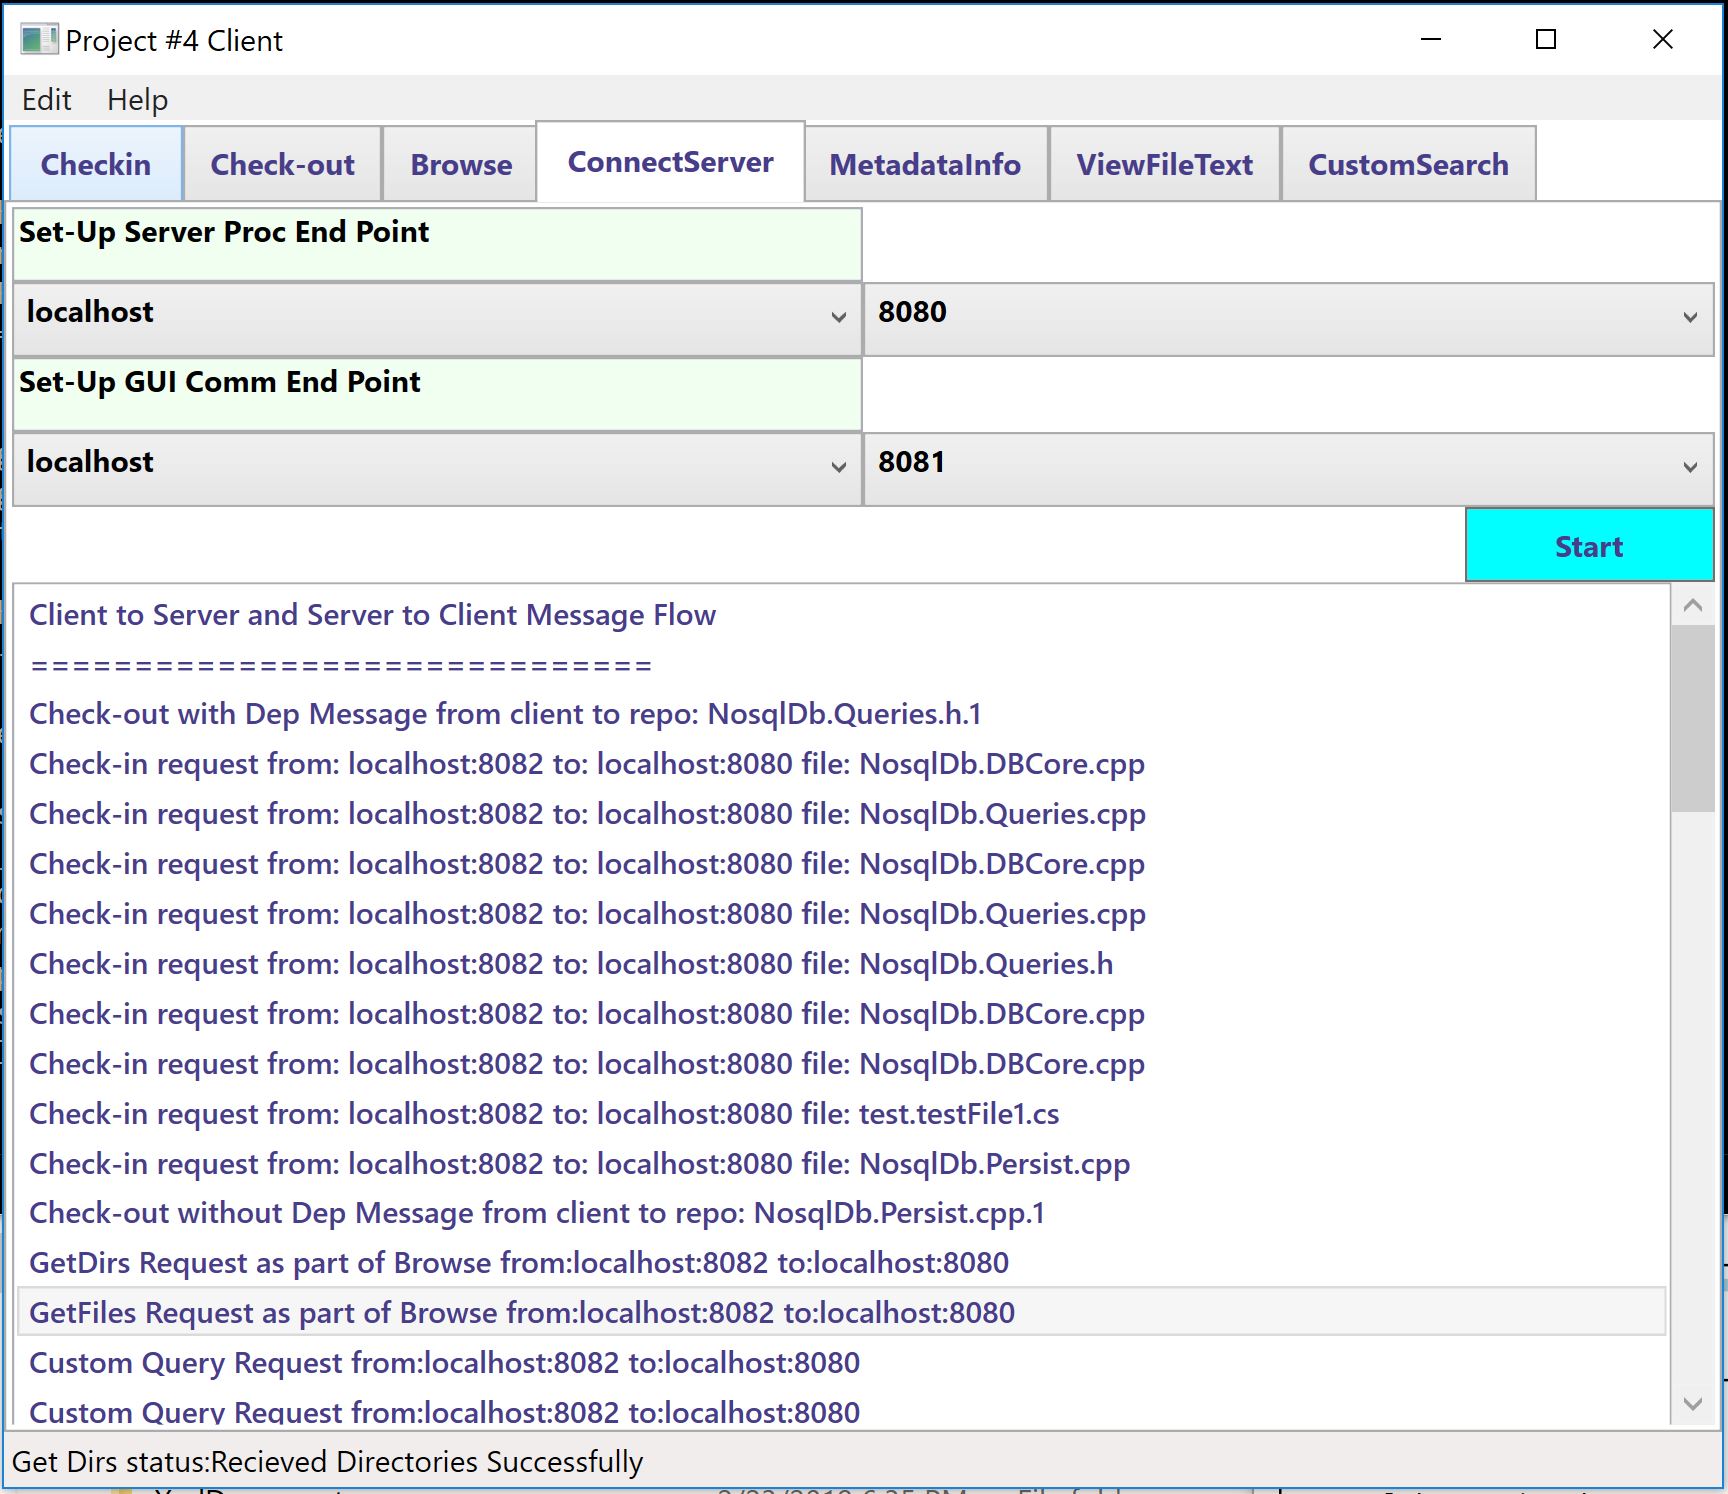 Project #4 Client
Edit Help
Checkin Check-out Browse ConnectServer MetadataInfo ViewFileText CustomSearch
Set-Up Server Proc End Point
localhost 8080
Set-Up GUI Comm End Point
localhost 8081
Start
Client to Server and Server to Client Message Flow
==============================
Check-out with Dep Message from client to repo: NosqlDb.Queries.h.1
Check-in request from: localhost:8082 to: localhost:8080 file: NosqlDb.DBCore.cpp
Check-in request from: localhost:8082 to: localhost:8080 file: NosqlDb.Queries.cpp
Check-in request from: localhost:8082 to: localhost:8080 file: NosqlDb.DBCore.cpp
Check-in request from: localhost:8082 to: localhost:8080 file: NosqlDb.Queries.cpp
Check-in request from: localhost:8082 to: localhost:8080 file: NosqlDb.Queries.h
Check-in request from: localhost:8082 to: localhost:8080 file: NosqlDb.DBCore.cpp
Check-in request from: localhost:8082 to: localhost:8080 file: NosqlDb.DBCore.cpp
Check-in request from: localhost:8082 to: localhost:8080 file: test.testFile1.cs
Check-in request from: localhost:8082 to: localhost:8080 file: NosqlDb.Persist.cpp
Check-out without Dep Message from client to repo: NosqlDb.Persist.cpp.1
GetDirs Request as part of Browse from:localhost:8082 to:localhost:8080
GetFiles Request as part of Browse from:localhost:8082 to:localhost:8080
Custom Query Request from:localhost:8082 to:localhost:8080
Custom Query Request from:localhost:8082 to:localhost:8080
Get Dirs status:Recieved Directories Successfully